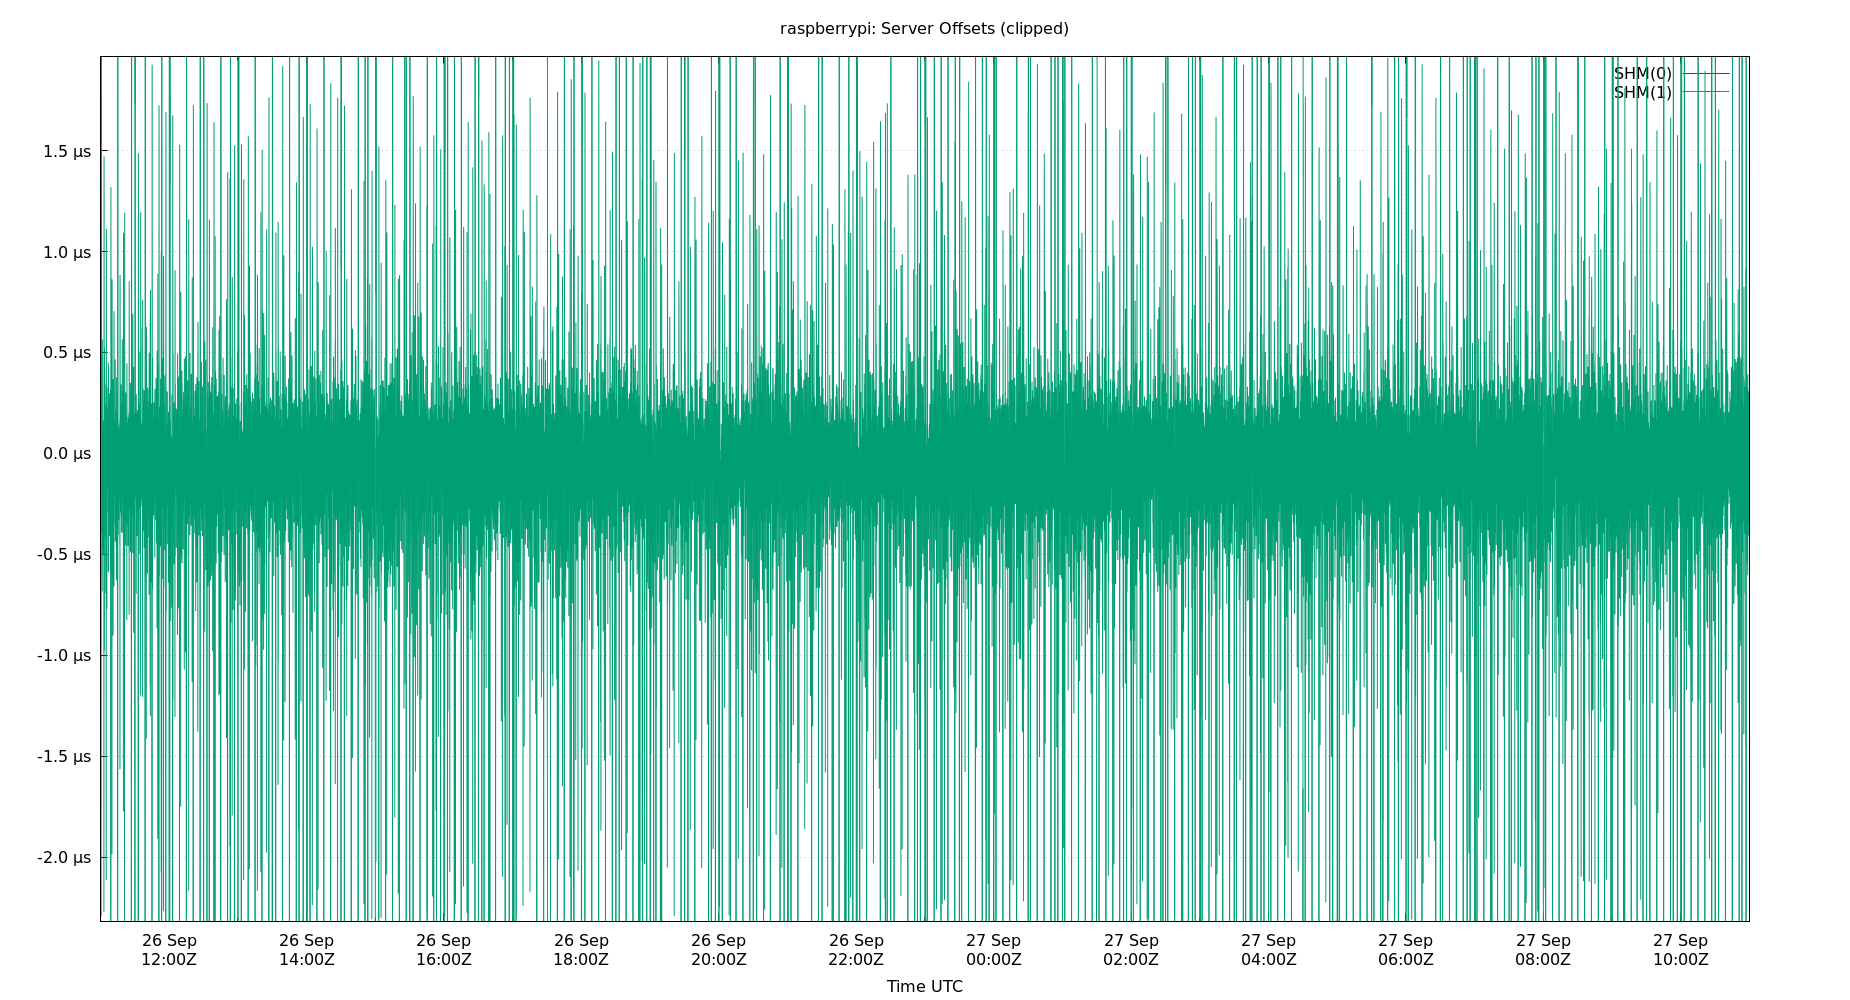 raspberrypi: Server Offsets (clipped)
SHM(0)
SHM(1)
1.5 µs
1.0 µs
0.5 µs
0.0 µs
-0.5 µs
-1.0 µs
-1.5 µs
-2.0 µs
26 Sep 26 Sep 26 Sep 26 Sep 26 Sep 26 Sep 27 Sep 27 Sep 27 Sep 27 Sep 27 Sep 27 Sep
12:00Z 14:00Z 16:00Z 18:00Z 20:00Z 22:00Z 00:00Z 02:00Z 04:00Z 06:00Z 08:00Z 10:00Z
Time UTC